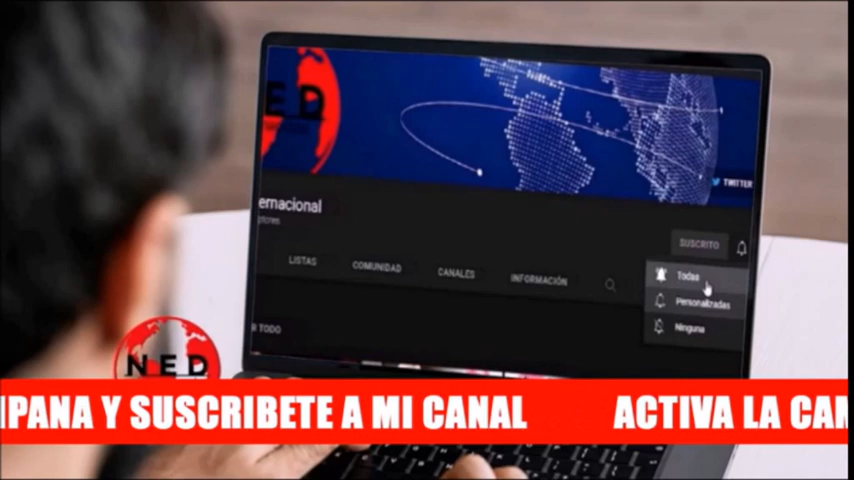 ED
TWITTER
ernacional
SUSCRITO
LISTAS
COMUNIDAD
CANALES
INFORMACIÓN
Todas
Personalizadas
Ninguna
R TODO
NED
IPANA Y SUSCRIBETE A MI CANAL
ACTIVA LA CAM